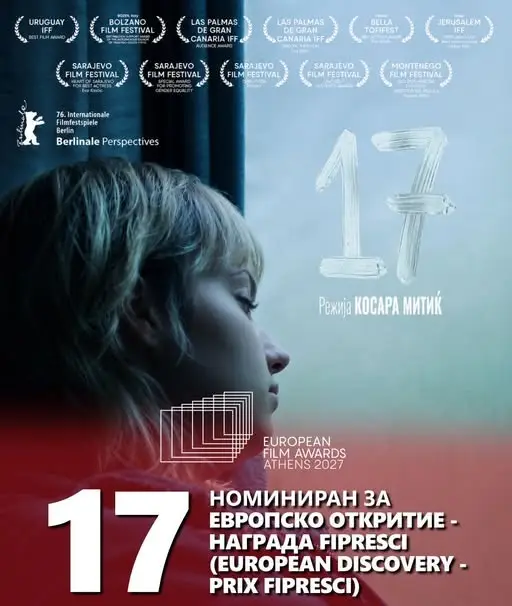 URUGUAY
IFF
BEST FILM AWARD
BOLZANO
FILM FESTIVAL
LAS PALMAS
DE GRAN
CANARIA IFF
AUDIENCE AWARD
LAS PALMAS
DE GRAN
CANARIA IFF
BELLA
TOFIFEST
JERUSALEM
IFF
SARAJEVO
FILM FESTIVAL
HEART OF SARAJEVO
FOR BEST ACTRESS
SARAJEVO
FILM FESTIVAL
SPECIAL AWARD
FOR PROMOTING
GENDER EQUALITY
SARAJEVO
FILM FESTIVAL
SARAJEVO
FILM FESTIVAL
MONTENEGRO
FILM FESTIVAL
76. Internationale
Filmfestspiele
Berlin
Berlinale Perspectives
17
Режија КОСАРА МИТИЌ
EUROPEAN
FILM AWARDS
ATHENS 2027
17
НОМИНИРАН ЗА
ЕВРОПСКО ОТКРИТИЕ -
НАГРАДА FIPRESCI
(EUROPEAN DISCOVERY -
PRIX FIPRESCI)